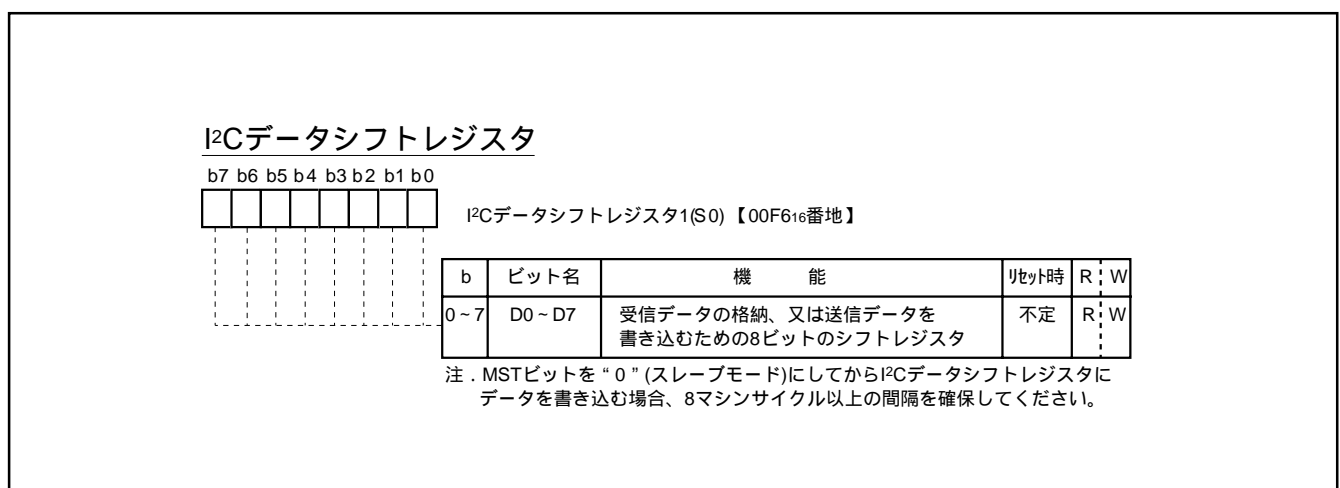 I²Cデータシフトレジスタ
b7 b6 b5 b4 b3 b2 b1 b0
I²Cデータシフトレジスタ1(S0)【00F6₁₆番地】
b ビット名 機 能 リセット時 R W
0～7 D0～D7 受信データの格納、又は送信データを 不定 R W
書き込むための8ビットのシフトレジスタ
注．MSTビットを“0”(スレーブモード)にしてからI²Cデータシフトレジスタに
データを書き込む場合、8マシンサイクル以上の間隔を確保してください。